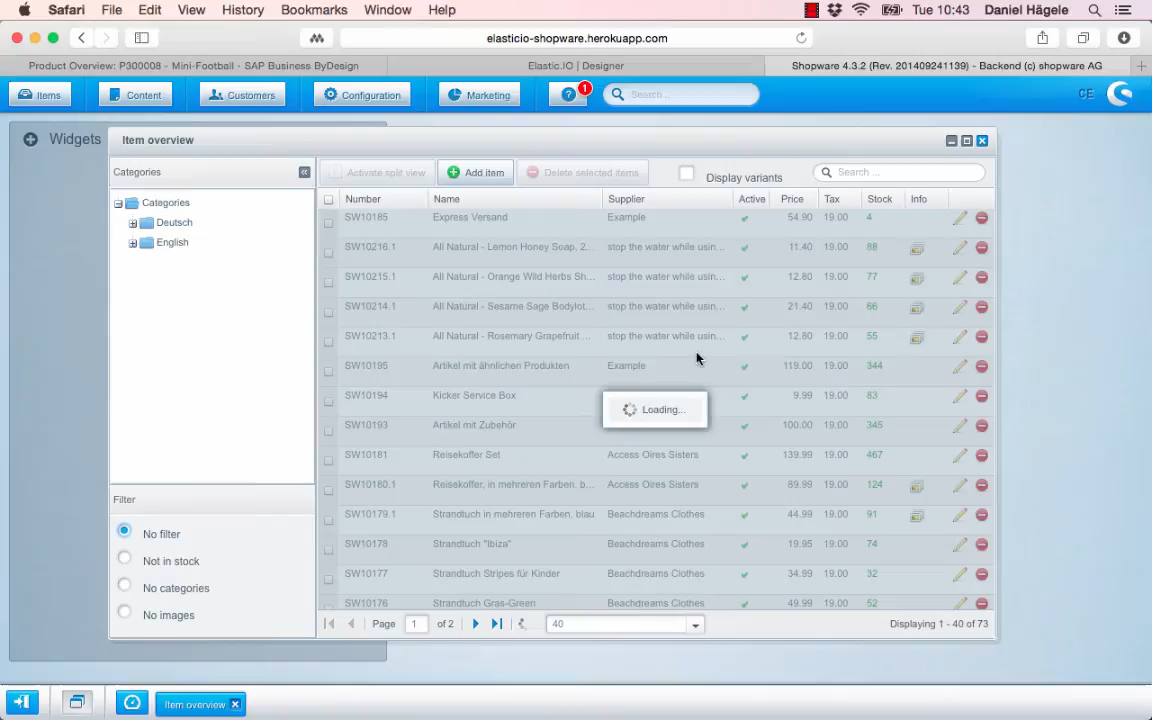 Safari File Edit View History Bookmarks Window Help Tue 10:43 Daniel Hägele
elasticio-shopware.herokuapp.com
Product Overview: P300008 - Mini-Football - SAP Business ByDesign Elastic.IO | Designer Shopware 4.3.2 (Rev. 201409241139) - Backend (c) shopware AG
Items Content Customers Configuration Marketing ? 1 Search... CE
Widgets
Item overview
Categories
Activate split view Add item Delete selected items Display variants Search ...
Number Name Supplier Active Price Tax Stock Info
Categories
Deutsch
English
SW10185 Express Versand Example 54.90 19.00 4
SW10216.1 All Natural - Lemon Honey Soap, 2... stop the water while usin... 11.40 19.00 88
SW10215.1 All Natural - Orange Wild Herbs Sh... stop the water while usin... 12.80 19.00 77
SW10214.1 All Natural - Sesame Sage Bodylot... stop the water while usin... 21.40 19.00 66
SW10213.1 All Natural - Rosemary Grapefruit ... stop the water while usin... 12.80 19.00 55
SW10195 Artikel mit ähnlichen Produkten Example 119.00 19.00 344
SW10194 Kicker Service Box 9.99 19.00 83
Loading...
SW10193 Artikel mit Zubehör 100.00 19.00 345
SW10181 Reisekoffer Set Access Oires Sisters 139.99 19.00 467
SW10180.1 Reisekoffer, in mehreren Farben, b... Access Oires Sisters 89.99 19.00 124
SW10179.1 Strandtuch in mehreren Farben, blau Beachdreams Clothes 44.99 19.00 91
SW10178 Strandtuch "Ibiza" Beachdreams Clothes 19.95 19.00 74
SW10177 Strandtuch Stripes für Kinder Beachdreams Clothes 34.99 19.00 32
SW10176 Strandtuch Gras-Green Beachdreams Clothes 49.99 19.00 52
Filter
No filter
Not in stock
No categories
No images
Page 1 of 2 40 Displaying 1 - 40 of 73
Item overview